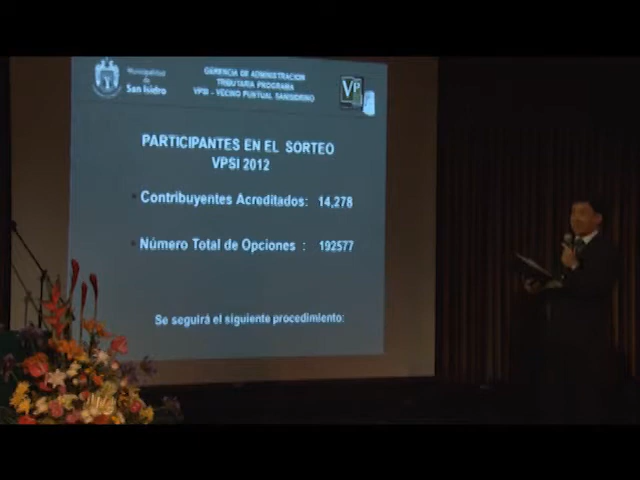 Municipalidad
de
San Isidro
GERENCIA DE ADMINISTRACION
TRIBUTARIA PROGRAMA
VPSI - VECINO PUNTUAL SANISIDRINO
VP
PARTICIPANTES EN EL SORTEO
VPSI 2012
Contribuyentes Acreditados: 14,278
Número Total de Opciones : 192577
Se seguirá el siguiente procedimiento: